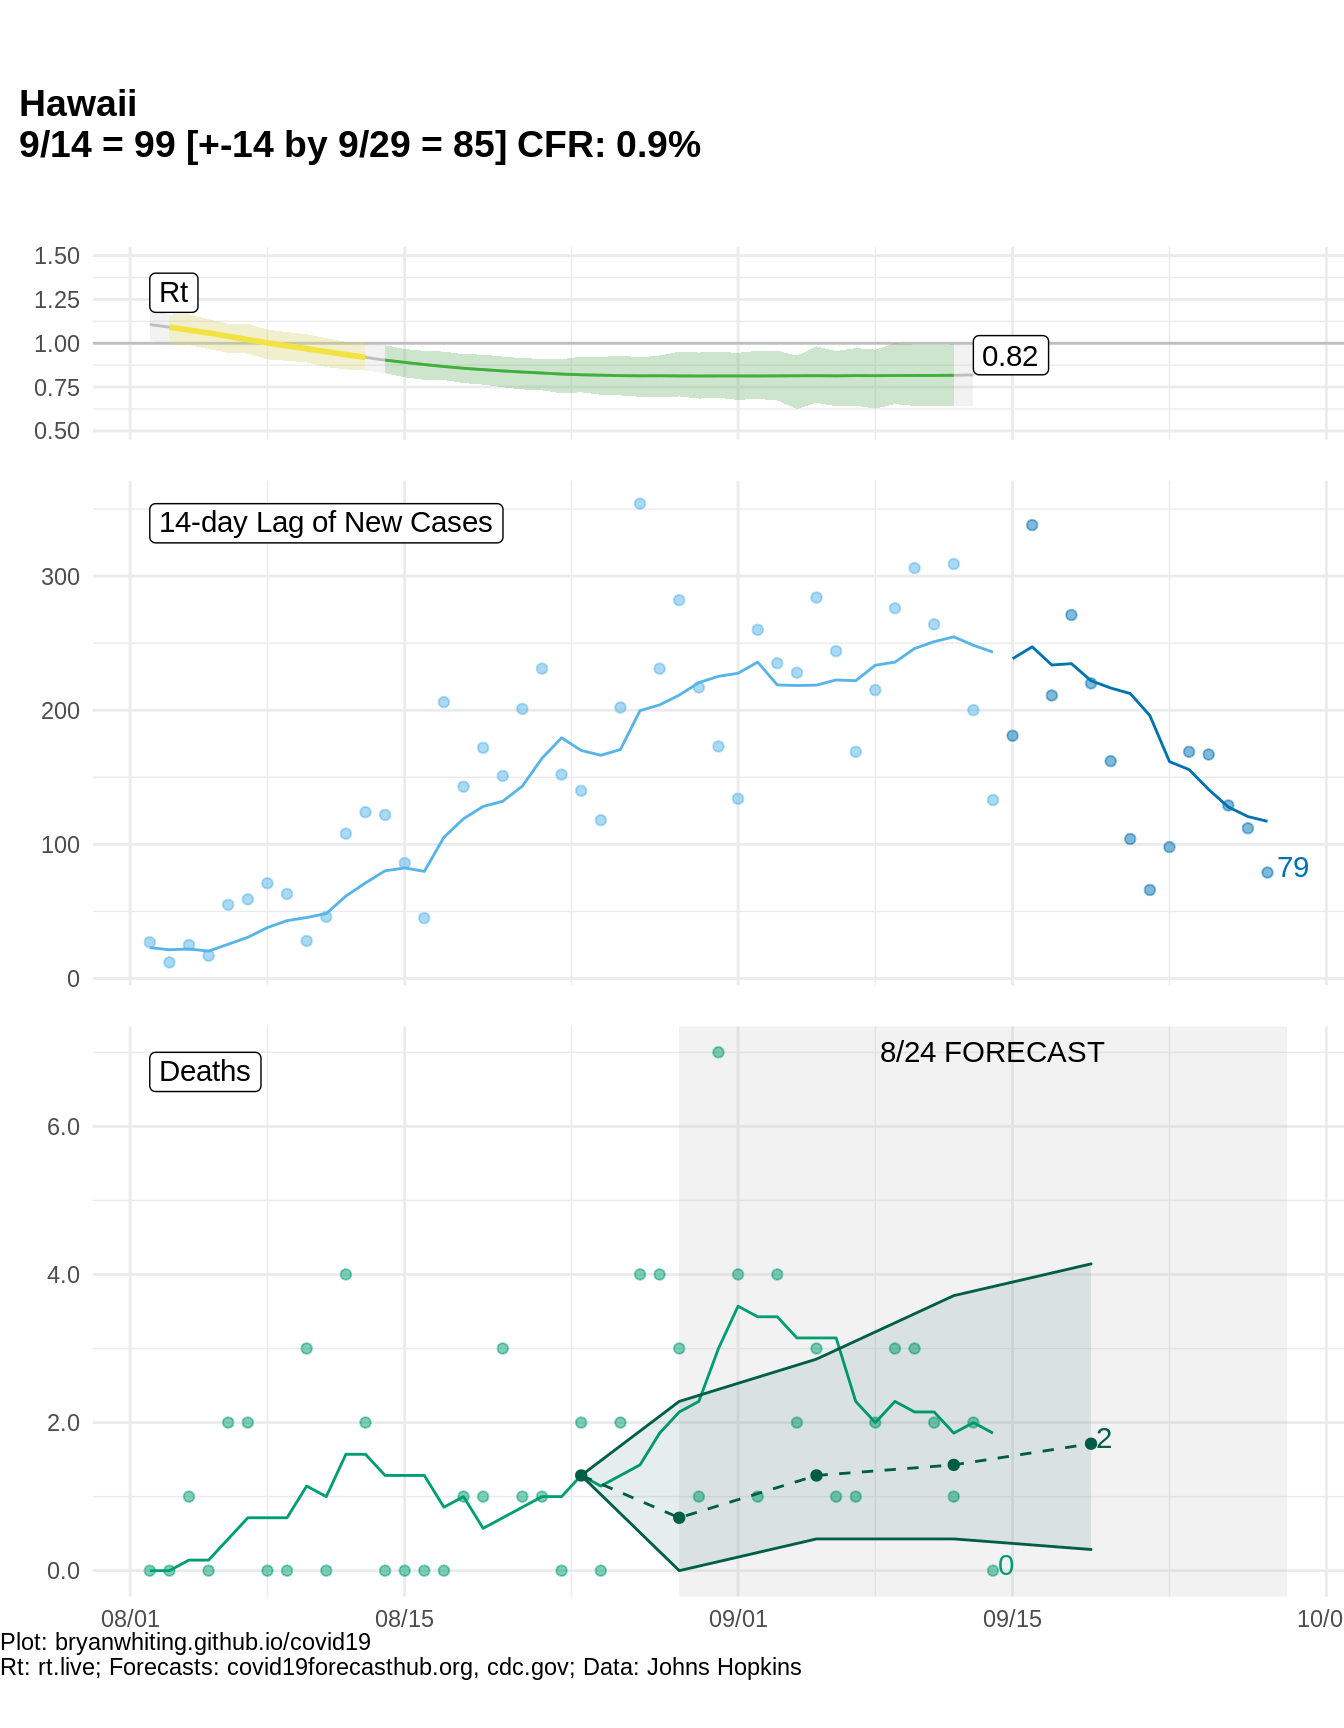 Hawaii
9/14 = 99 [+-14 by 9/29 = 85] CFR: 0.9%
1.50
1.25
1.00
0.75
0.50
Rt
0.82
14-day Lag of New Cases
300
200
100
0
79
Deaths
8/24 FORECAST
6.0
4.0
2.0
0.0
2
0
08/01 08/15 09/01 09/15 10/0
Plot: bryanwhiting.github.io/covid19
Rt: rt.live; Forecasts: covid19forecasthub.org, cdc.gov; Data: Johns Hopkins